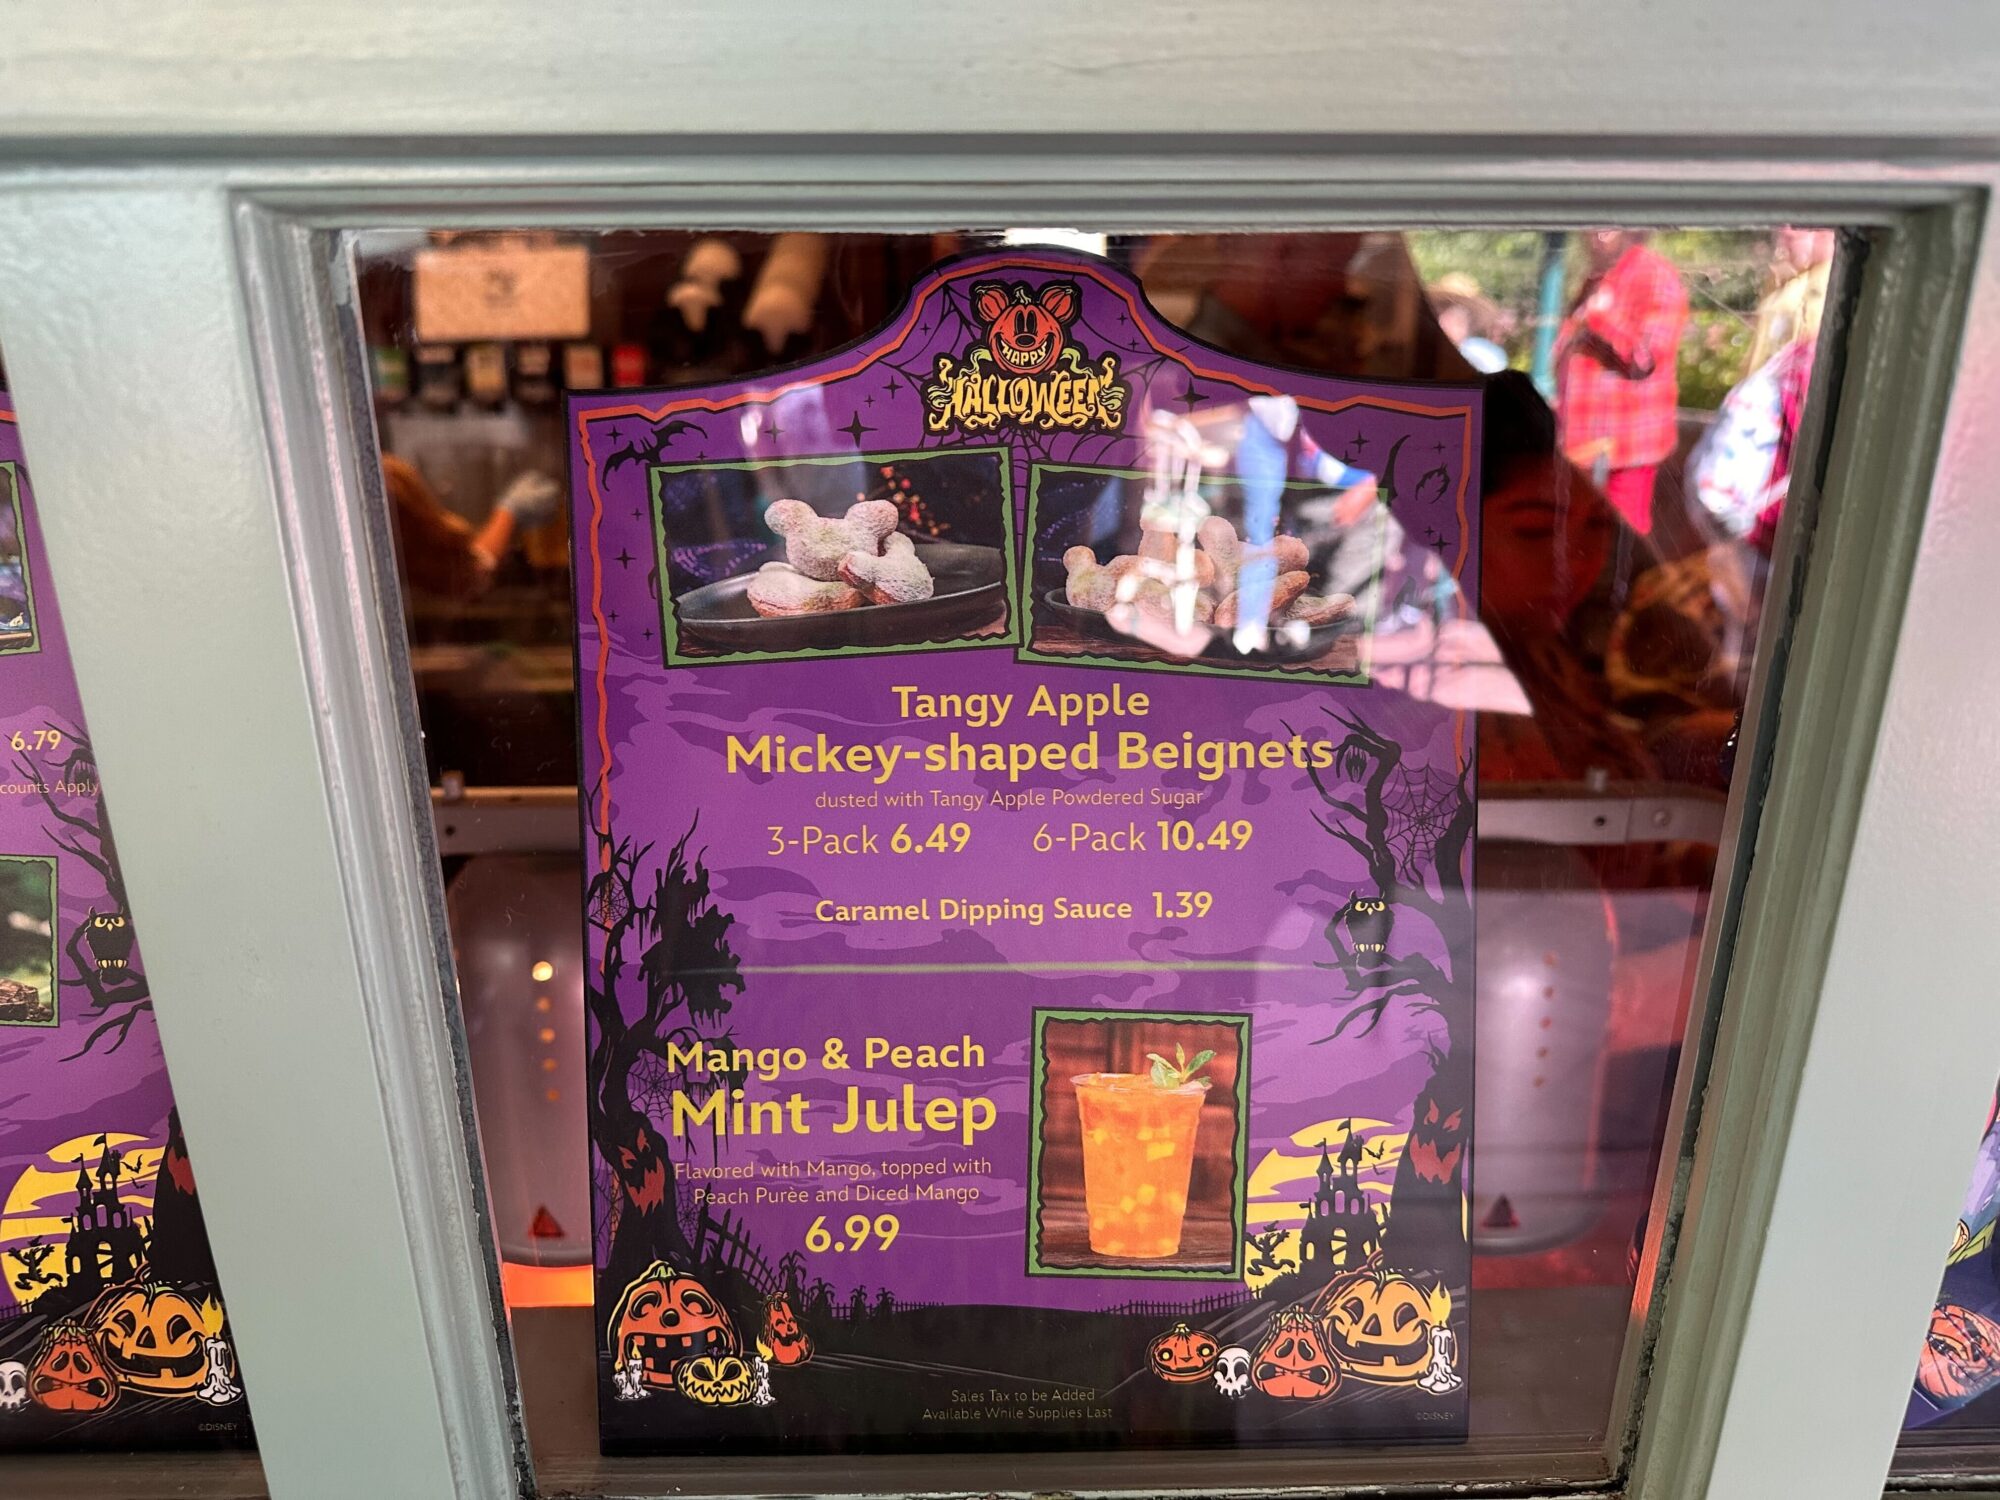 HAPPY
HALLOWEEN
Tangy Apple
Mickey-shaped Beignets
dusted with Tangy Apple Powdered Sugar
3-Pack 6.49 6-Pack 10.49
Caramel Dipping Sauce 1.39
Mango & Peach
Mint Julep
Flavored with Mango, topped with
Peach Purèe and Diced Mango
6.99
Sales Tax to be Added
Available While Supplies Last
©DISNEY
6.79
counts Apply
©DISNEY